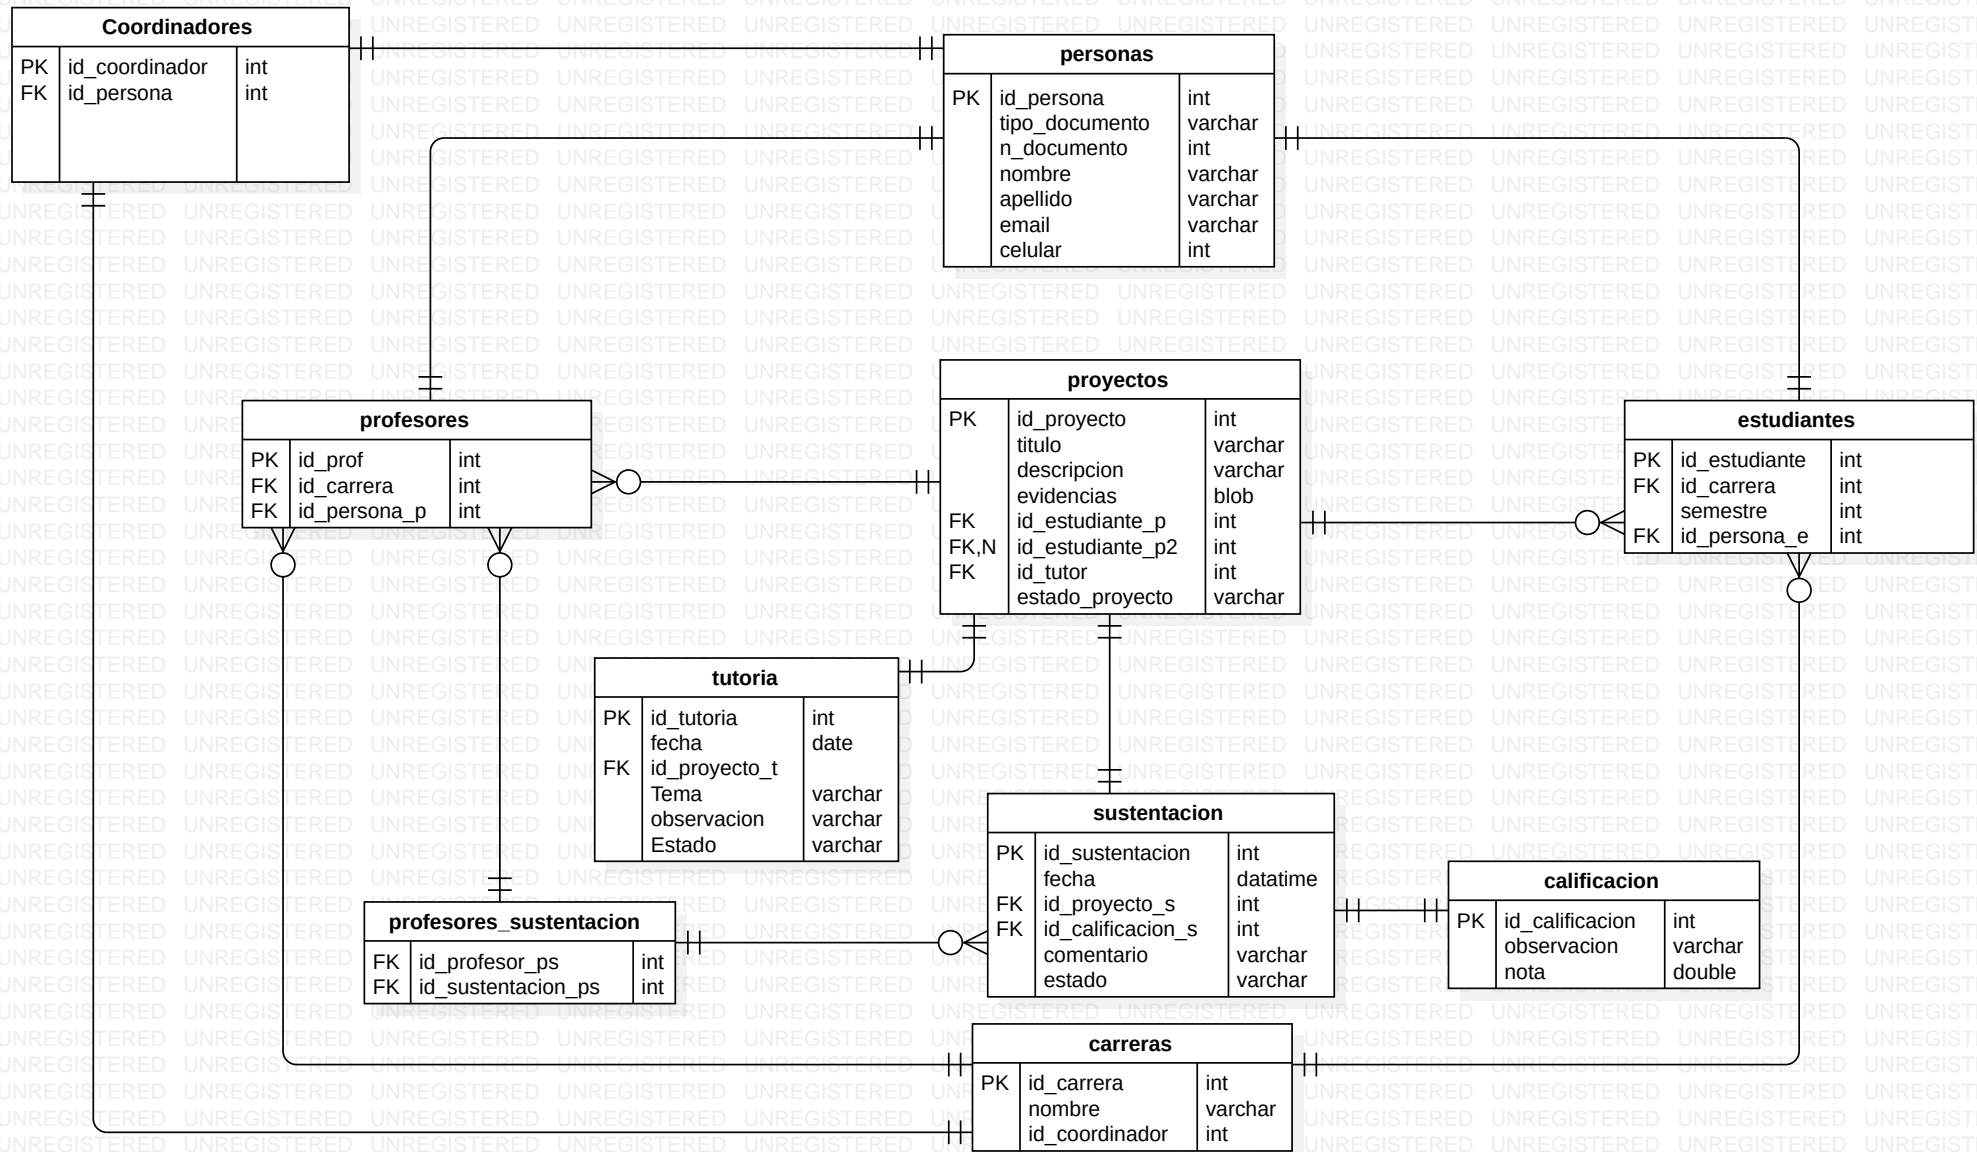 Coordinadores
PK id_coordinador int
FK id_persona int
personas
PK id_persona int
tipo_documento varchar
n_documento int
nombre varchar
apellido varchar
email varchar
celular int
profesores
PK id_prof int
FK id_carrera int
FK id_persona_p int
proyectos
PK id_proyecto int
titulo varchar
descripcion varchar
evidencias blob
FK id_estudiante_p int
FK,N id_estudiante_p2 int
FK id_tutor int
estado_proyecto varchar
estudiantes
PK id_estudiante int
FK id_carrera int
semestre int
FK id_persona_e int
tutoria
PK id_tutoria int
fecha date
FK id_proyecto_t
Tema varchar
observacion varchar
Estado varchar
sustentacion
PK id_sustentacion int
fecha datatime
FK id_proyecto_s int
FK id_calificacion_s int
comentario varchar
estado varchar
calificacion
PK id_calificacion int
observacion varchar
nota double
profesores_sustentacion
FK id_profesor_ps int
FK id_sustentacion_ps int
carreras
PK id_carrera int
nombre varchar
id_coordinador int
UNREGISTERED